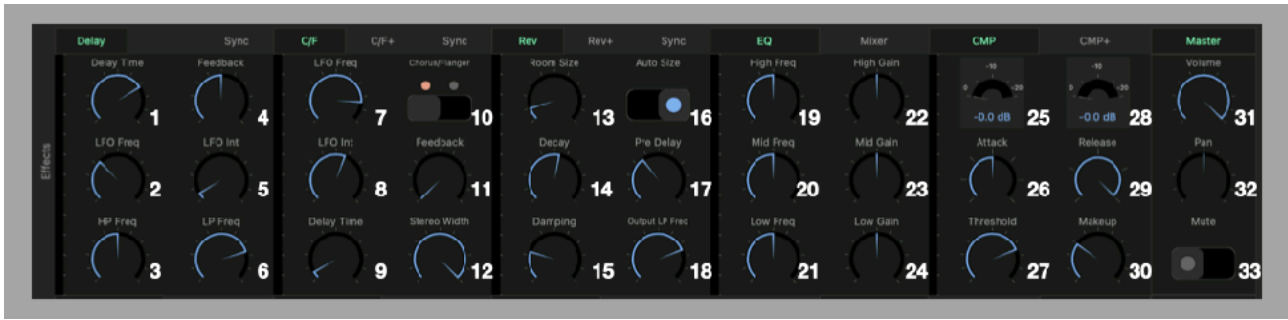 Delay Sync C/F C/F+ Sync Rev Rev+ Sync EQ Mixer CMP CMP+ Master
Delay Time Feedback LFO Freq Chorus/Flanger Room Size Auto Size High Freq High Gain -10 -10 Volume
0 -20 0 -20
-0.0 dB -0.0 dB
1 4 7 10 13 16 19 22 25 28 31
Effects
LFO Freq LFO Int LFO Int Feedback Decay Pre Delay Mid Freq Mid Gain Attack Release Pan
2 5 8 11 14 17 20 23 26 29 32
HP Freq LP Freq Delay Time Stereo Width Damping Output LP Freq Low Freq Low Gain Threshold Makeup Mute
3 6 9 12 15 18 21 24 27 30 33